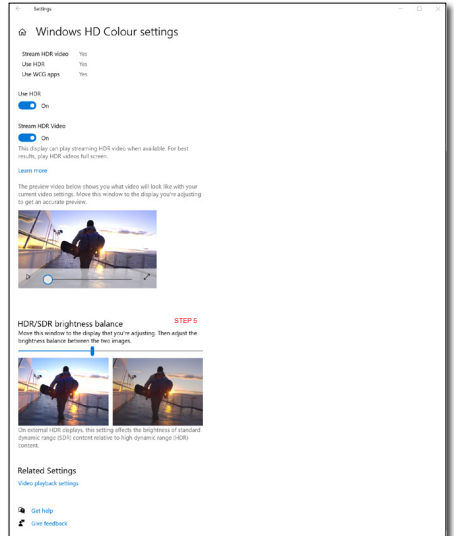 Settings
Windows HD Colour settings
Stream HDR video Yes
Use HDR Yes
Use WCG apps Yes
Use HDR
On
Stream HDR Video
On
This display can play streaming HDR video when available. For best
results, play HDR videos full screen.
Learn more
The preview video below shows you what video will look like with your
current video settings. Move this window to the display you're adjusting
to get an accurate preview.
STEP 5
HDR/SDR brightness balance
Move this window to the display that you're adjusting. Then adjust the
brightness balance between the two images.
On external HDR displays, this setting effects the brightness of standard
dynamic range (SDR) content relative to high dynamic range (HDR)
content.
Related Settings
Video playback settings
Get help
Give feedback